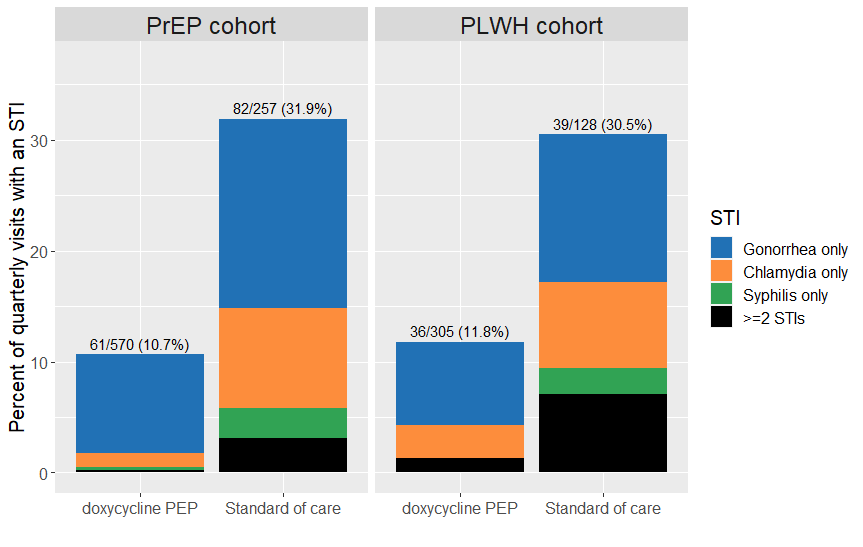 PrEP cohort
PLWH cohort
Percent of quarterly visits with an STI
30
20
10
0
82/257 (31.9%)
61/570 (10.7%)
39/128 (30.5%)
36/305 (11.8%)
doxycycline PEP
Standard of care
doxycycline PEP
Standard of care
STI
Gonorrhea only
Chlamydia only
Syphilis only
>=2 STIs